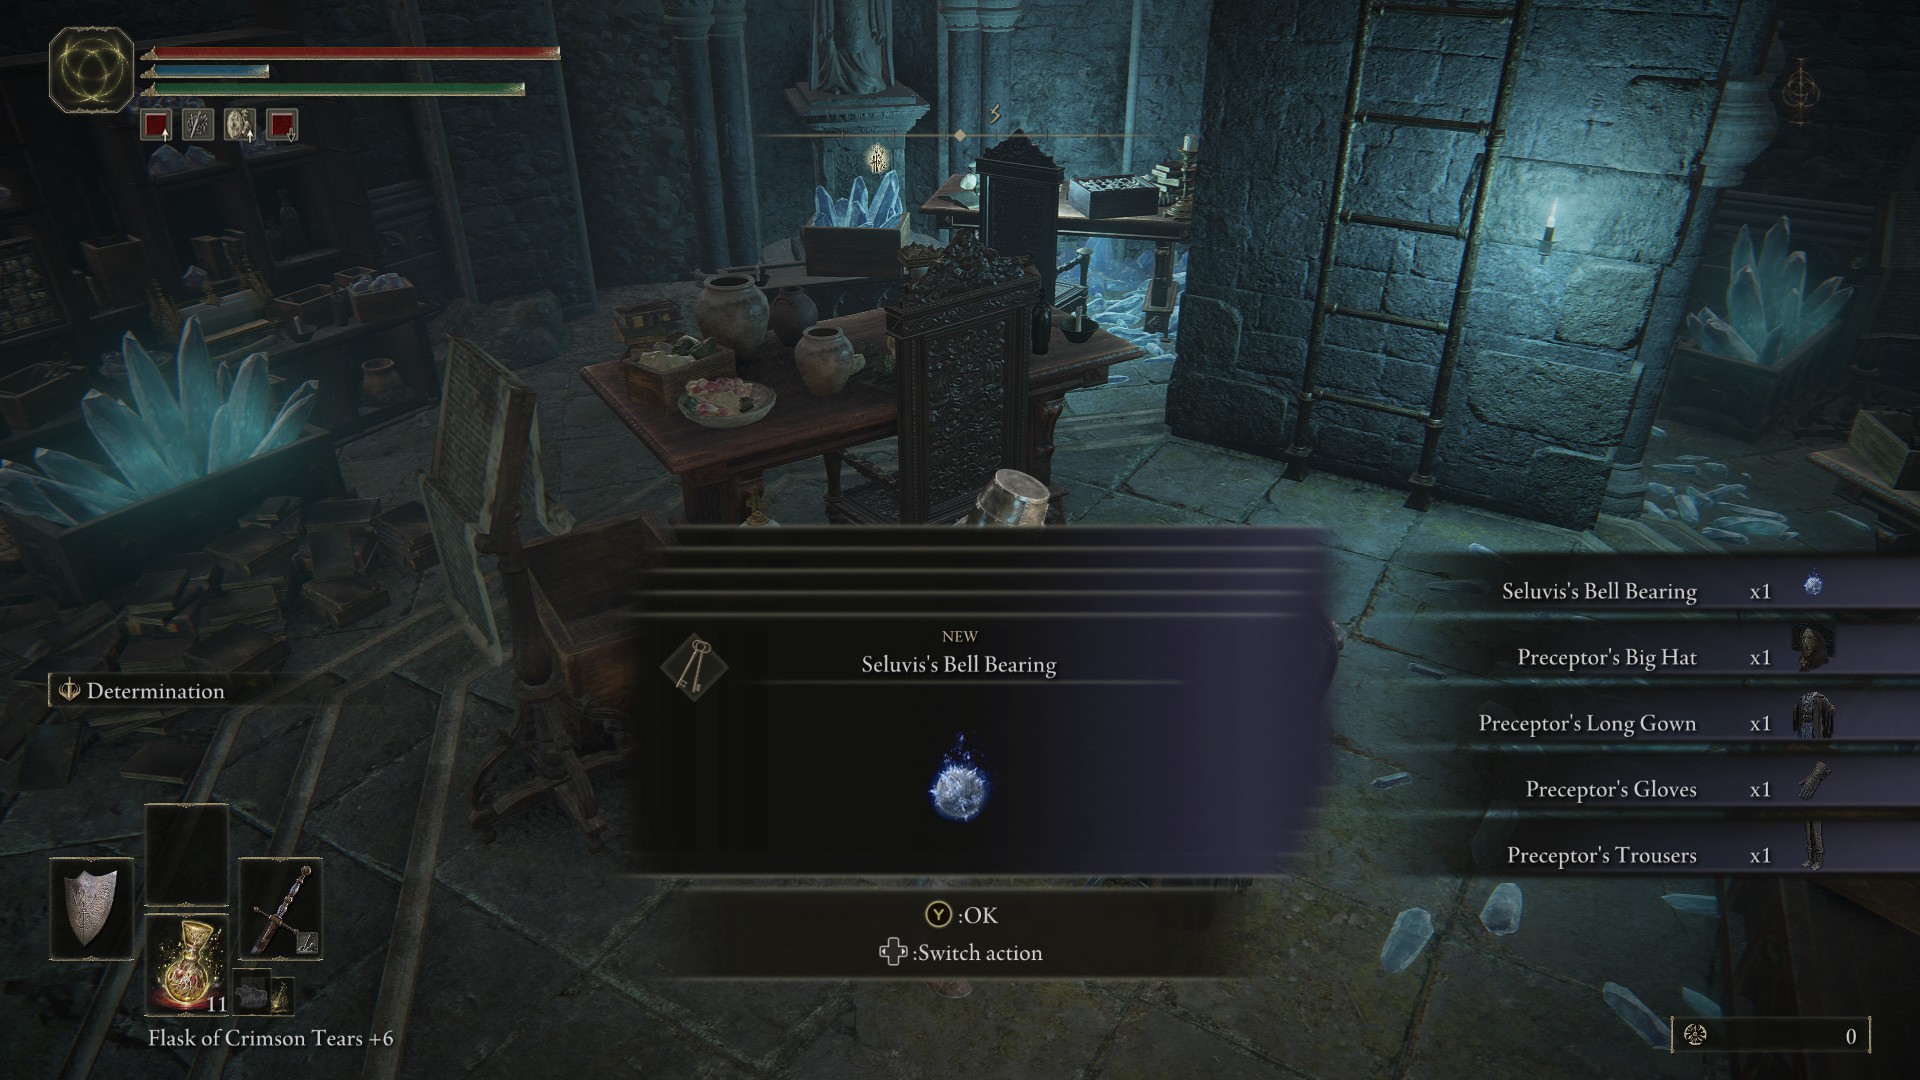 S
Determination
NEW
Seluvis's Bell Bearing
Y :OK
:Switch action
Seluvis's Bell Bearing x1
Preceptor's Big Hat x1
Preceptor's Long Gown x1
Preceptor's Gloves x1
Preceptor's Trousers x1
11
Flask of Crimson Tears +6
0